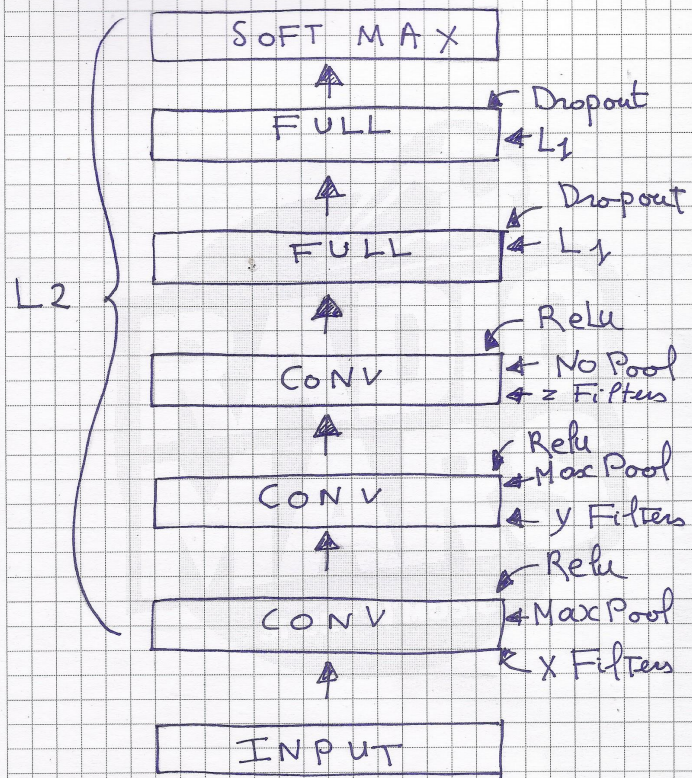 SOFT MAX
Dropout
FULL
L1
Dropout
FULL
L1
L2
Relu
CONV
No Pool
z Filters
Relu
CONV
Max Pool
y Filters
Relu
CONV
Max Pool
X Filters
INPUT